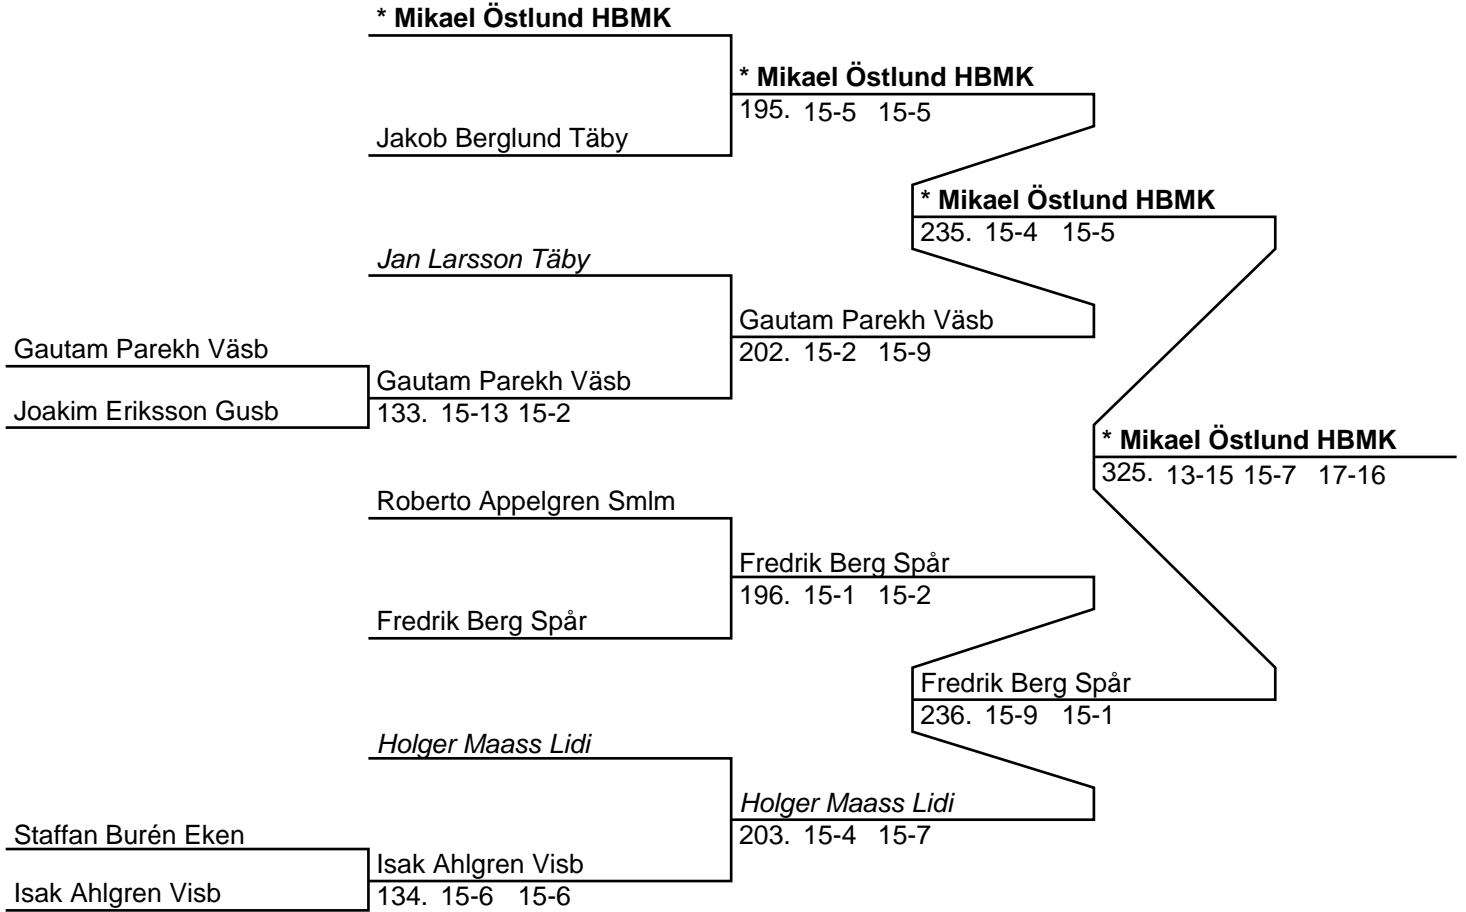 * Mikael Östlund HBMK
* Mikael Östlund HBMK
195. 15-5 15-5
Jakob Berglund Täby
* Mikael Östlund HBMK
235. 15-4 15-5
Jan Larsson Täby
Gautam Parekh Väsb
202. 15-2 15-9
Gautam Parekh Väsb
Gautam Parekh Väsb
133. 15-13 15-2
Joakim Eriksson Gusb
* Mikael Östlund HBMK
325. 13-15 15-7 17-16
Roberto Appelgren Smlm
Fredrik Berg Spår
196. 15-1 15-2
Fredrik Berg Spår
Fredrik Berg Spår
236. 15-9 15-1
Holger Maass Lidi
Holger Maass Lidi
203. 15-4 15-7
Staffan Burén Eken
Isak Ahlgren Visb
134. 15-6 15-6
Isak Ahlgren Visb